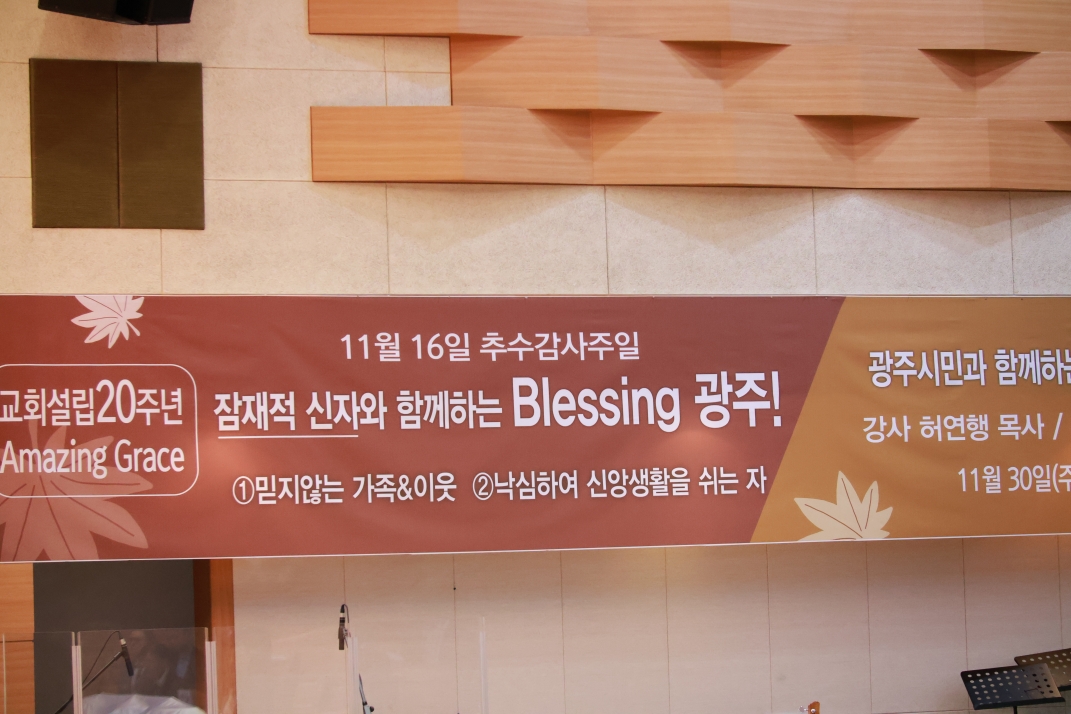 교회설립20주년
Amazing Grace
11월 16일 추수감사주일
잠재적 신자와 함께하는 Blessing 광주!
①믿지않는 가족&이웃 ②낙심하여 신앙생활을 쉬는 자
광주시민과 함께하는
강사 허연행 목사 /
11월 30일(주